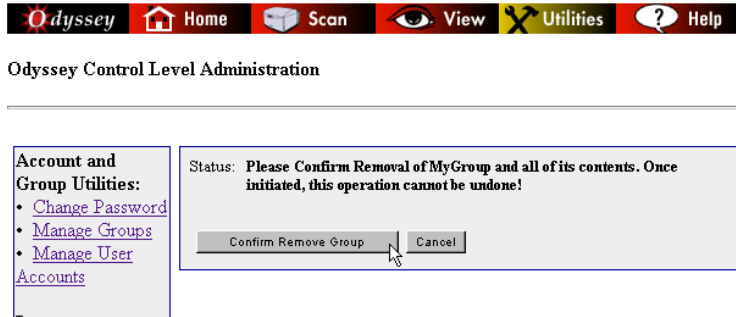 Odyssey Home Scan View Utilities Help
Odyssey Control Level Administration
Account and
Group Utilities:
• Change Password
• Manage Groups
• Manage User
Accounts
Status: Please Confirm Removal of MyGroup and all of its contents. Once
initiated, this operation cannot be undone!
Confirm Remove Group Cancel